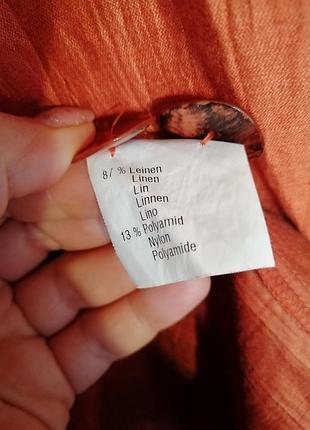 87 % Leinen
Linen
Lin
Linnen
Lino
13 % Polyamid
Nylon
Polyamide